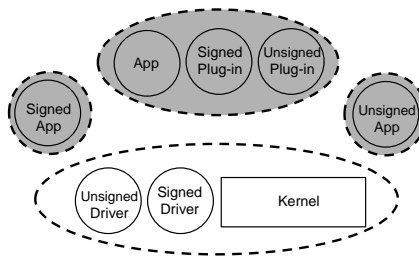 App
Signed
Plug-in
Unsigned
Plug-in
Signed
App
Unsigned
App
Unsigned
Driver
Signed
Driver
Kernel